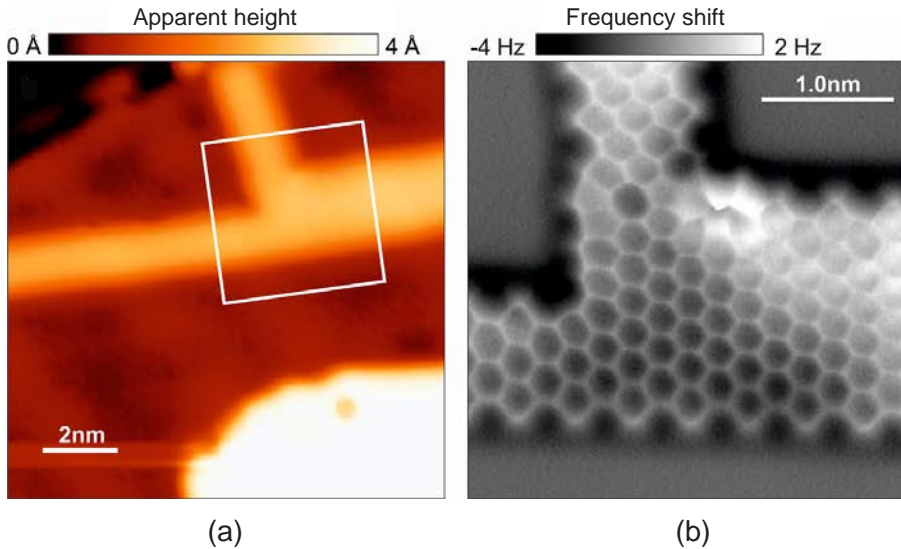 Apparent height
0 Å 4 Å
2nm
(a)
Frequency shift
-4 Hz 2 Hz
1.0nm
(b)